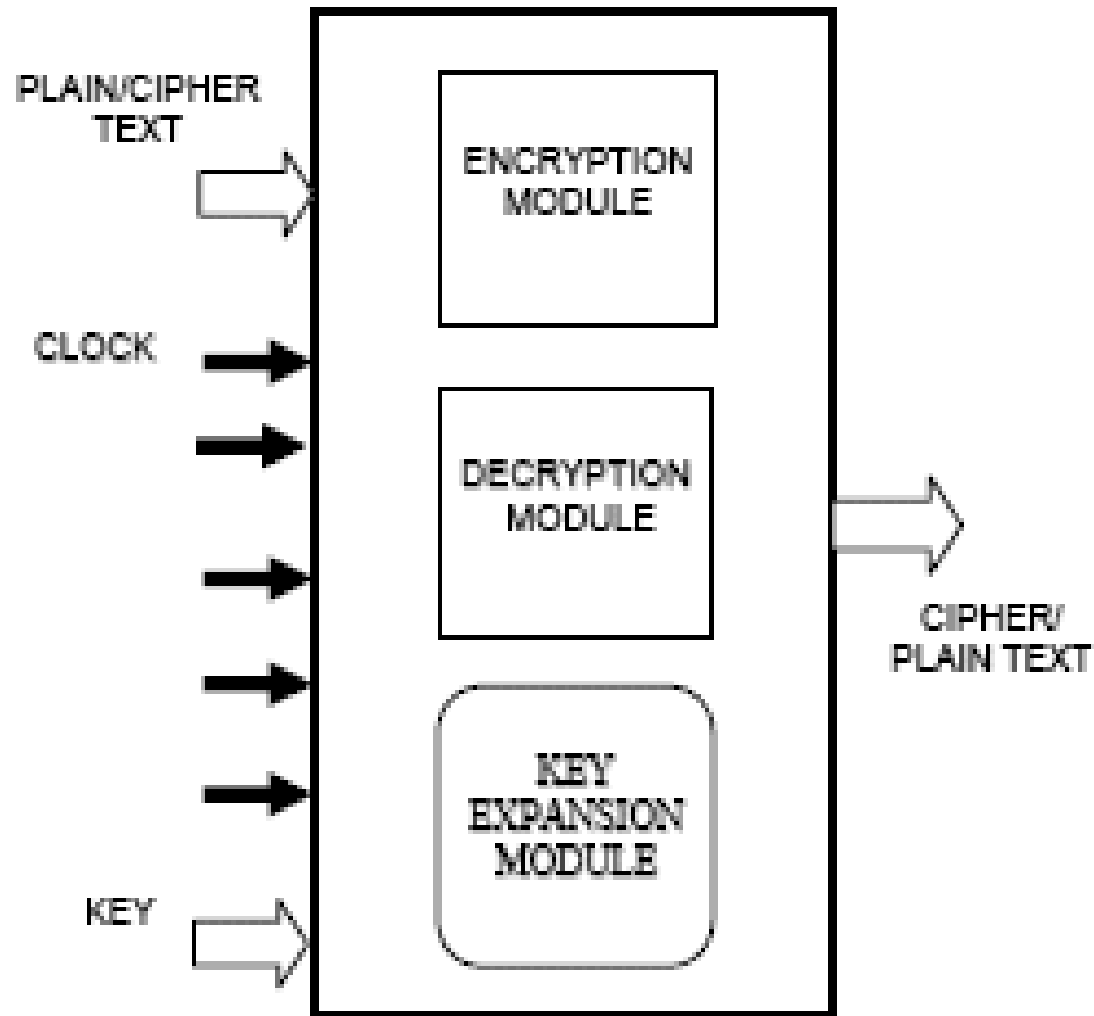 PLAIN/CIPHER
TEXT
ENCRYPTION
MODULE
CLOCK
DECRYPTION
MODULE
CIPHER/
PLAIN TEXT
KEY
EXPANSION
MODULE
KEY